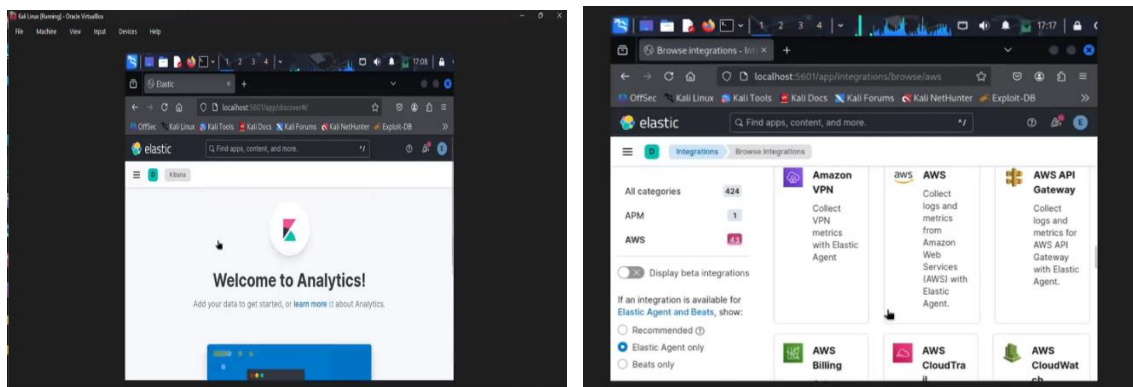 Kali Linux [Running] - Oracle VirtualBox
File Machine View Input Devices Help
1 2 3 4 17:08
Elastic
localhost:5601/app/discover#/
OffSec Kali Linux Kali Tools Kali Docs Kali Forums Kali NetHunter Exploit-DB
elastic Find apps, content, and more. ^/ E
D Kibana
Welcome to Analytics!
Add your data to get started, or learn more about Analytics.
1 2 3 4 17:17
Browse integrations - Int
localhost:5601/app/integrations/browse/aws
OffSec Kali Linux Kali Tools Kali Docs Kali Forums Kali NetHunter Exploit-DB
elastic Find apps, content, and more. ^/ E
D Integrations Browse integrations
All categories 424
APM 1
AWS 43
Display beta integrations
If an integration is available for
Elastic Agent and Beats, show:
Recommended
Elastic Agent only
Beats only
Amazon
VPN
Collect
VPN
metrics
with Elastic
Agent
aws
AWS
Collect
logs and
metrics
from
Amazon
Web
Services
(AWS) with
Elastic
Agent.
AWS API
Gateway
Collect
logs and
metrics for
AWS API
Gateway
with Elastic
Agent.
AWS
Billing
AWS
CloudTra
AWS
CloudWat